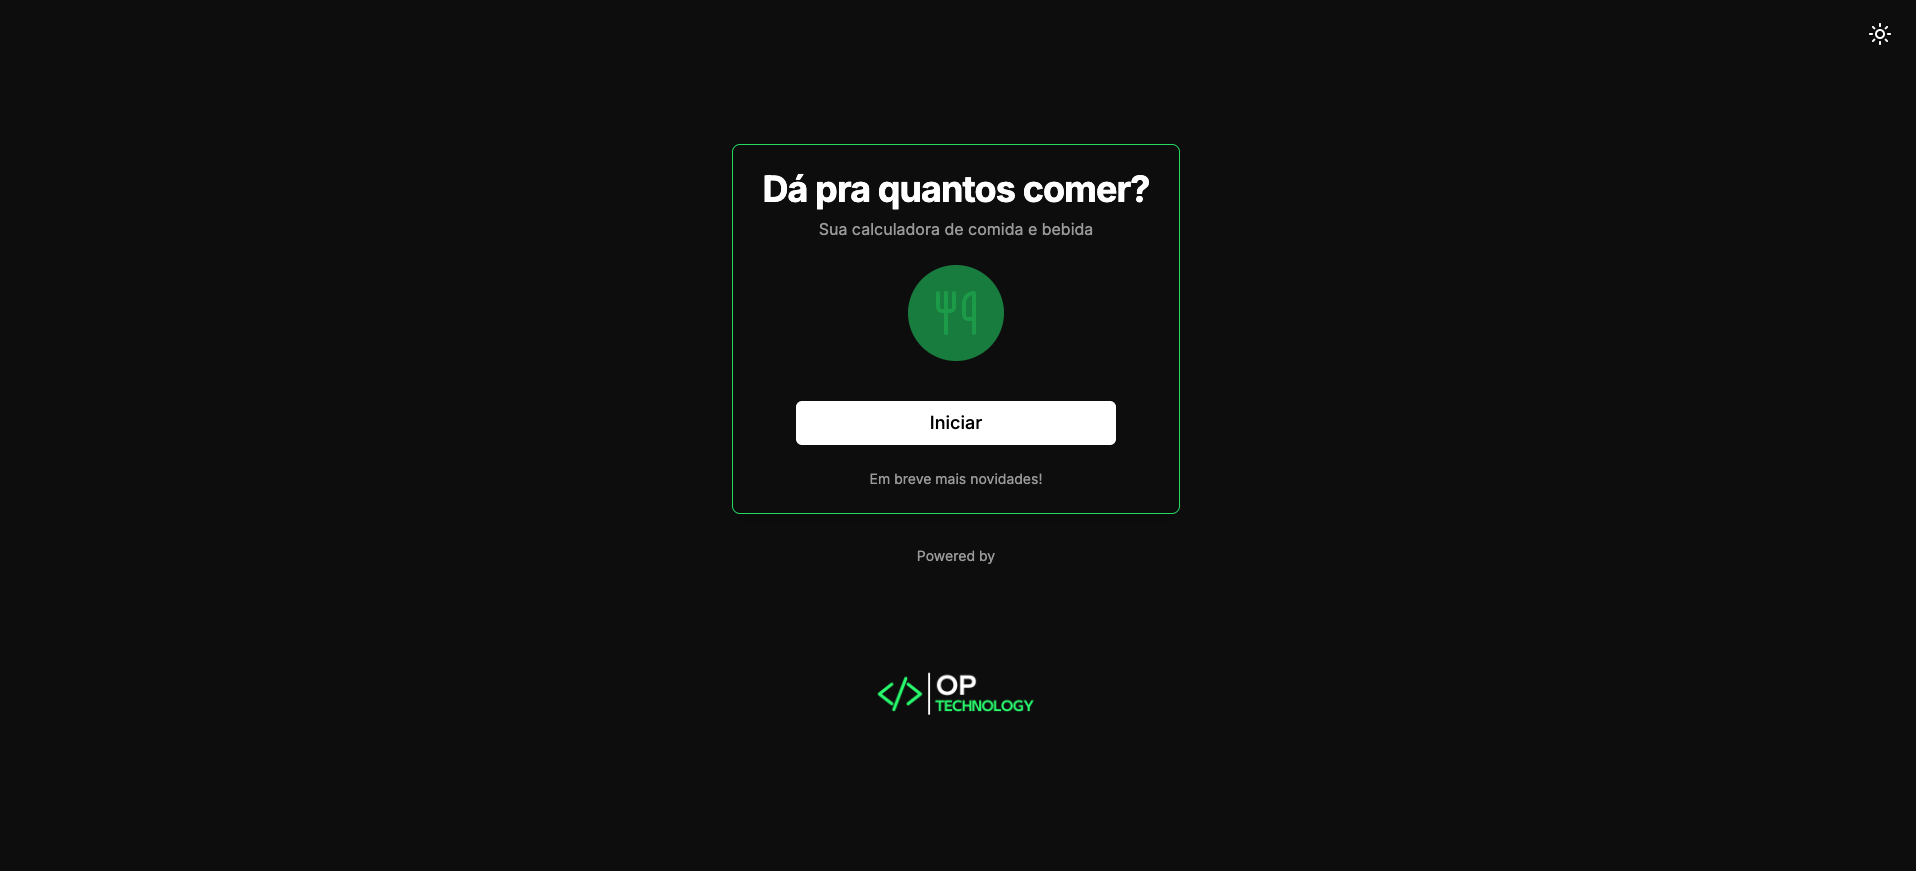 Dá pra quantos comer?
Sua calculadora de comida e bebida
Iniciar
Em breve mais novidades!
Powered by
</> | OP
TECHNOLOGY